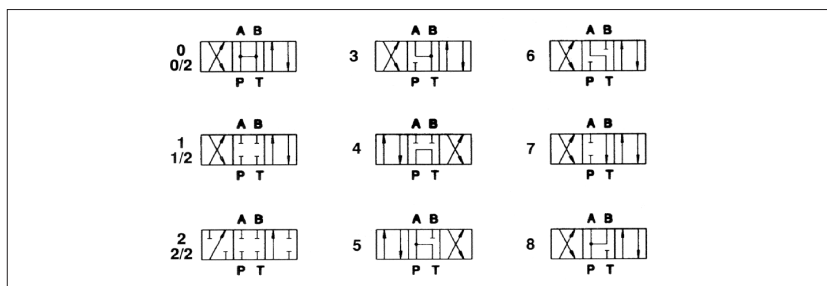 A B A B A B
0 3 6
0/2
P T P T P T
A B A B A B
1 4 7
1/2
P T P T P T
A B A B A B
2 5 8
2/2
P T P T P T